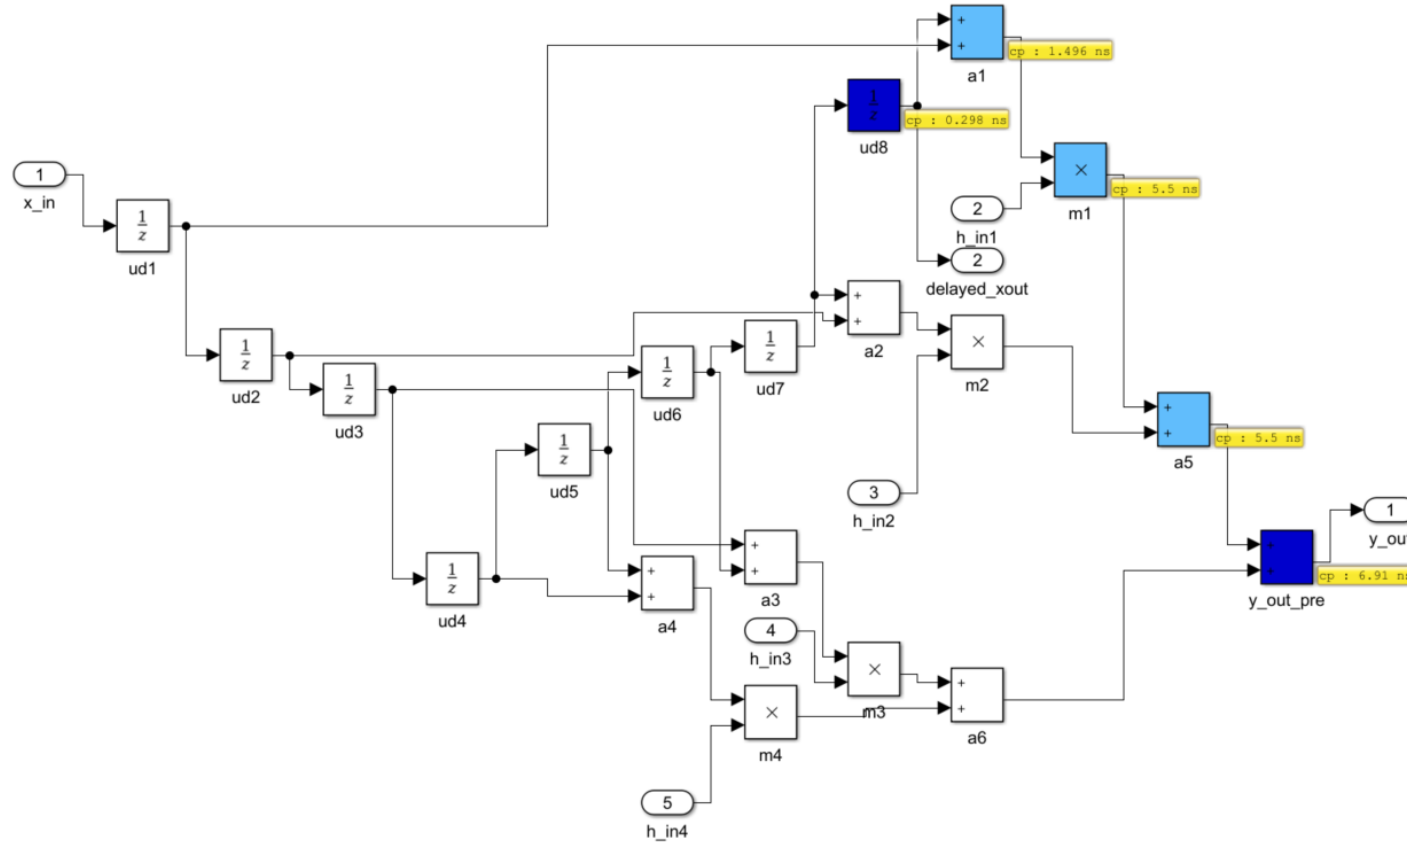 +
+
a1
cp : 1.496 ns
1
z
ud8
cp : 0.298 ns
1
x_in
1
z
ud1
×
m1
cp : 5.5 ns
2
h_in1
2
delayed_xout
+
+
a2
1
z
ud2
1
z
ud3
1
z
ud6
1
z
ud7
×
m2
+
+
a5
cp : 5.5 ns
1
z
ud5
3
h_in2
1
y_ou
+
+
y_out_pre
cp : 6.91 ns
1
z
ud4
+
+
a4
+
+
a3
4
h_in3
×
m3
×
m4
+
+
a6
5
h_in4